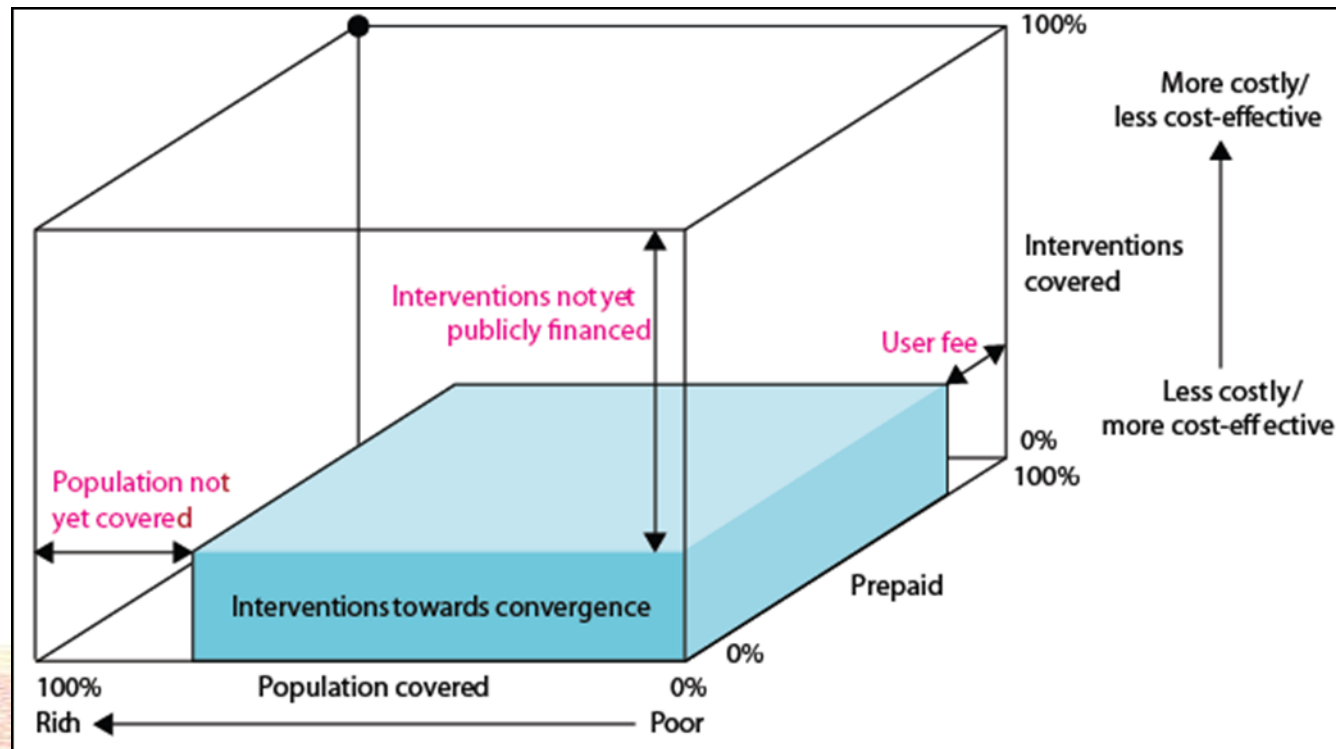 100%
More costly/
less cost-effective
Interventions
covered
Interventions not yet
publicly financed
User fee
Less costly/
more cost-effective
0%
100%
Population not
yet covered
Prepaid
Interventions towards convergence
0%
100%
Population covered
0%
Rich
Poor